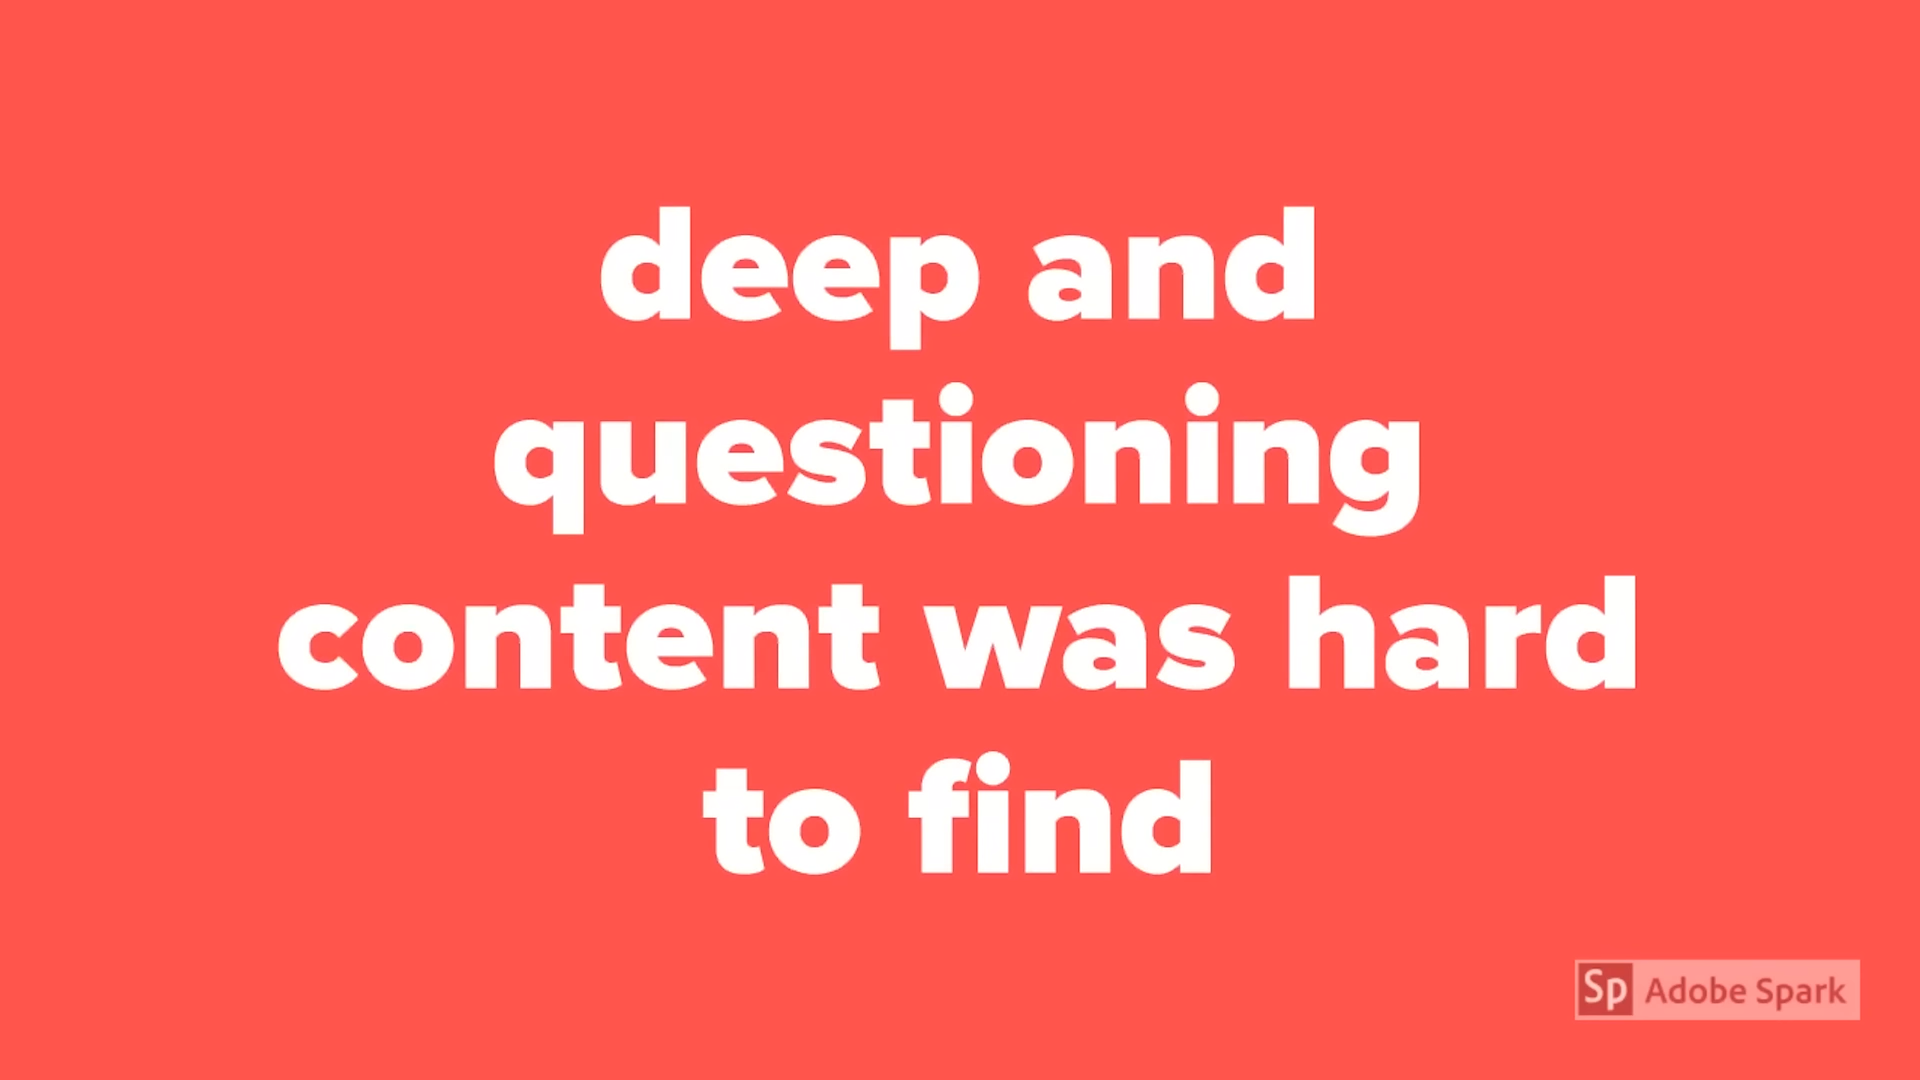 deep and
questioning
content was hard
to find
Sp Adobe Spark